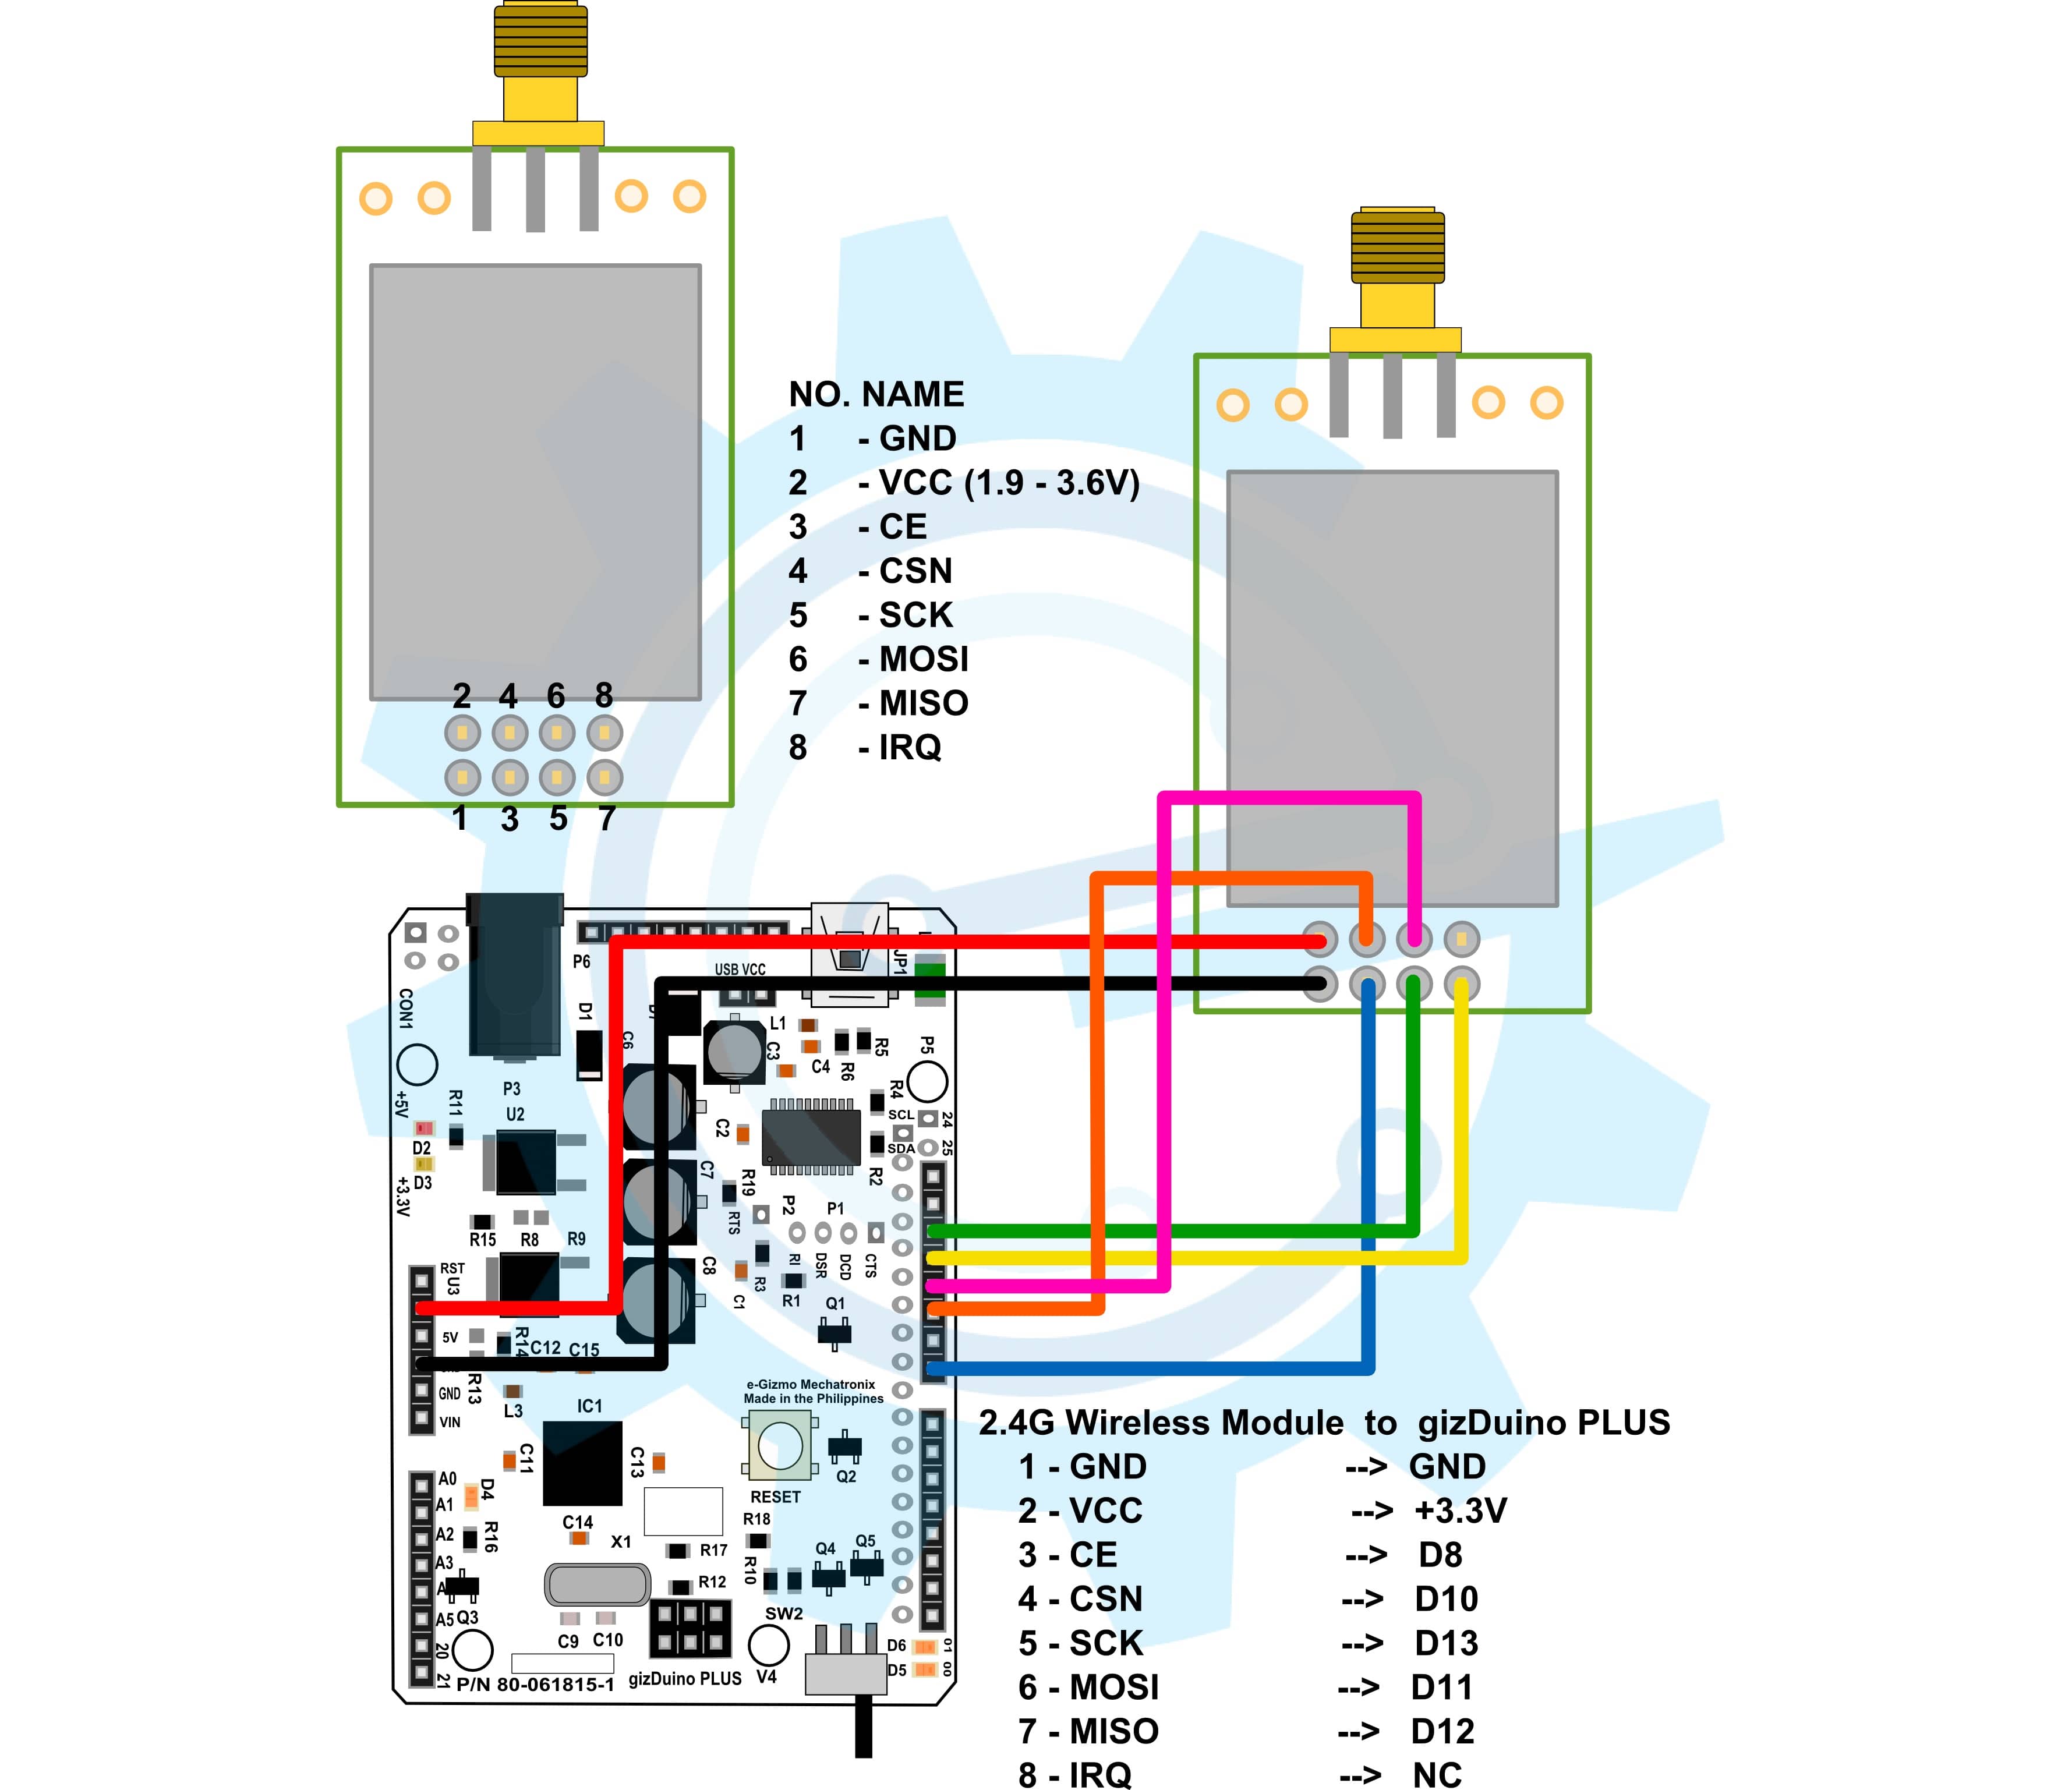 NO. NAME
1 - GND
2 - VCC (1.9 - 3.6V)
3 - CE
4 - CSN
5 - SCK
6 - MOSI
7 - MISO
8 - IRQ
2 4 6 8
1 3 5 7
P6
USB VCC
JP1
CON1
D1
C6
L1
C3
C4
R6
R5
P5
P3
U2
+5V
R11
D2
D3
+3.3V
C2
R4
SCL
24
SDA
25
R2
C7
R19
RTS
P2
P1
R15
R8
R9
RI
DSR
DCD
CTS
RST
U3
C8
C1
R3
R1
Q1
5V
R14
C12
C15
GND
R13
L3
VIN
IC1
e-Gizmo Mechatronix
Made in the Philippines
C11
C13
Q2
RESET
A0
A1
A2
A3
A5
20
21
D4
R16
C14
X1
R18
R17
R10
R12
Q4
Q5
Q3
C9
C10
SW2
V4
D6
01
D5
00
P/N 80-061815-1
gizDuino PLUS
2.4G Wireless Module to gizDuino PLUS
1 - GND --> GND
2 - VCC --> +3.3V
3 - CE --> D8
4 - CSN --> D10
5 - SCK --> D13
6 - MOSI --> D11
7 - MISO --> D12
8 - IRQ --> NC